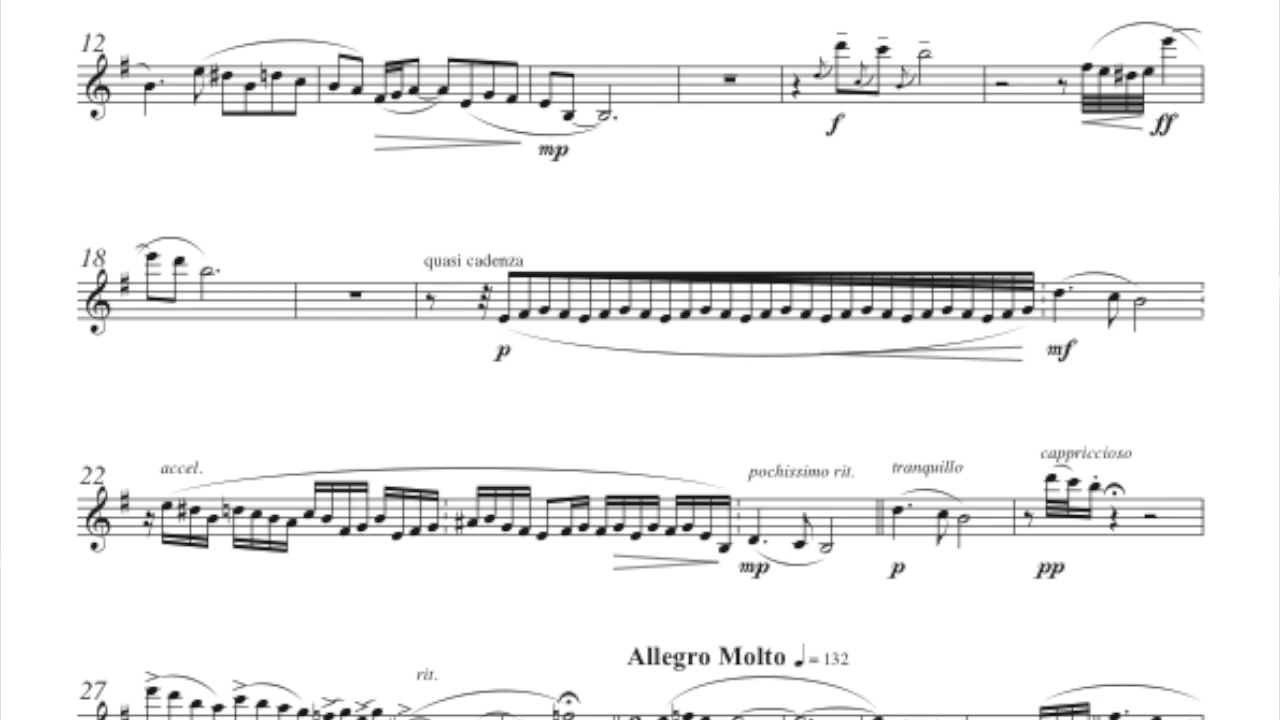 12
mp
f
ff
18
quasi cadenza
p
mf
22
accel.
pochissimo rit.
tranquillo
cappriccioso
mp
p
pp
Allegro Molto ♩ = 132
27
rit.